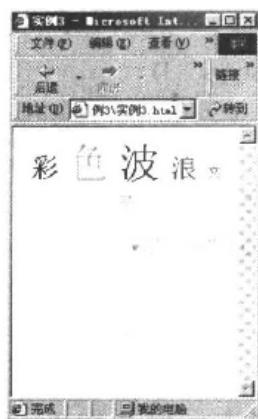 实例3 - Microsoft Int...
文件(F) 编辑(E) 查看(V) »
后退 » 链接 »
地址(D) 例3\实例3.html 转到
彩色波浪文
完成 我的电脑